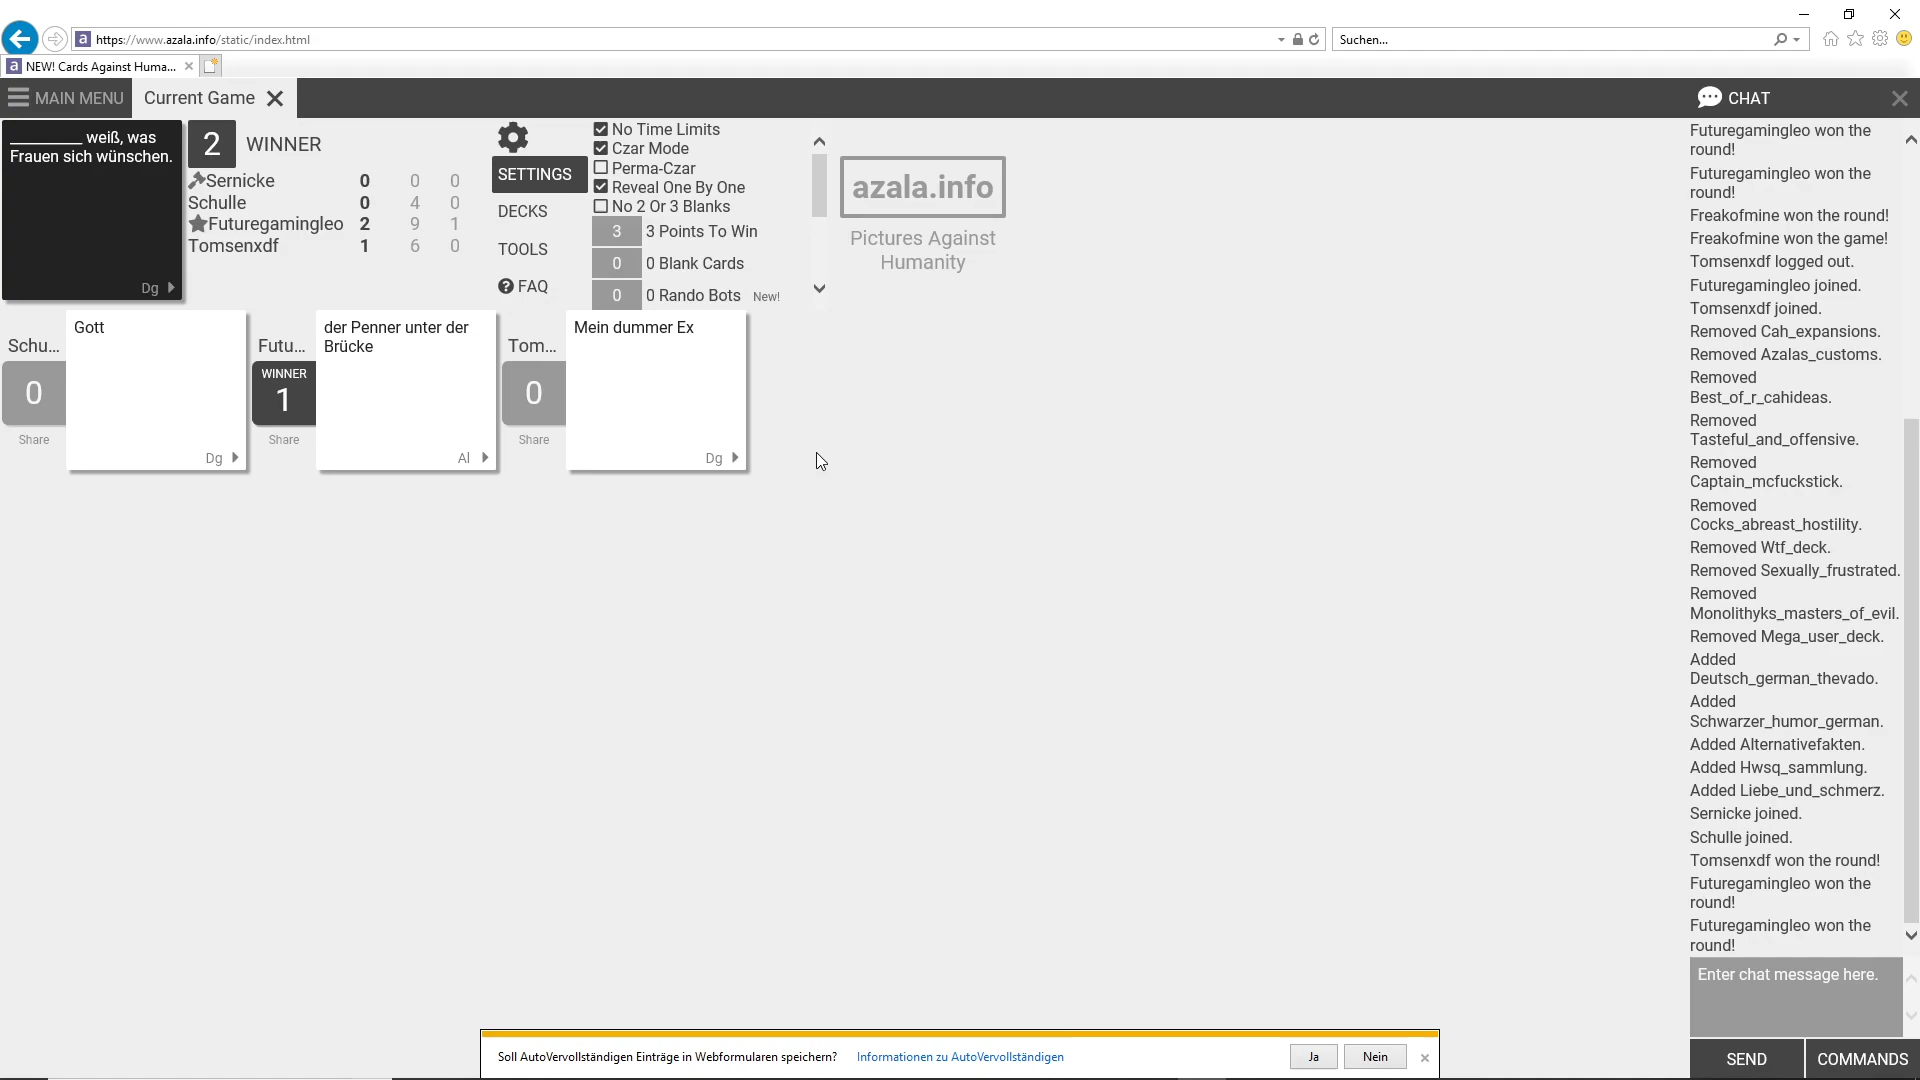 https://www.azala.info/static/index.html
Suchen...
a NEW! Cards Against Huma...
MAIN MENU
Current Game
CHAT
________ weiß, was
Frauen sich wünschen.
Dg
2 WINNER
Sernicke 0 0 0
Schulle 0 4 0
Futuregamingleo 2 9 1
Tomsenxdf 1 6 0
SETTINGS
DECKS
TOOLS
? FAQ
No Time Limits
Czar Mode
Perma-Czar
Reveal One By One
No 2 Or 3 Blanks
3 3 Points To Win
0 0 Blank Cards
0 0 Rando Bots New!
azala.info
Pictures Against
Humanity
Schu...
0
Share
Gott
Dg
Futu...
WINNER
1
Share
der Penner unter der
Brücke
Al
Tom...
0
Share
Mein dummer Ex
Dg
Futuregamingleo won the
round!
Futuregamingleo won the
round!
Freakofmine won the round!
Freakofmine won the game!
Tomsenxdf logged out.
Futuregamingleo joined.
Tomsenxdf joined.
Removed Cah_expansions.
Removed Azalas_customs.
Removed
Best_of_r_cahideas.
Removed
Tasteful_and_offensive.
Removed
Captain_mcfuckstick.
Removed
Cocks_abreast_hostility.
Removed Wtf_deck.
Removed Sexually_frustrated.
Removed
Monolithyks_masters_of_evil.
Removed Mega_user_deck.
Added
Deutsch_german_thevado.
Added
Schwarzer_humor_german.
Added Alternativefakten.
Added Hwsq_sammlung.
Added Liebe_und_schmerz.
Sernicke joined.
Schulle joined.
Tomsenxdf won the round!
Futuregamingleo won the
round!
Futuregamingleo won the
round!
Enter chat message here.
SEND
COMMANDS
Soll AutoVervollständigen Einträge in Webformularen speichern? Informationen zu AutoVervollständigen Ja Nein